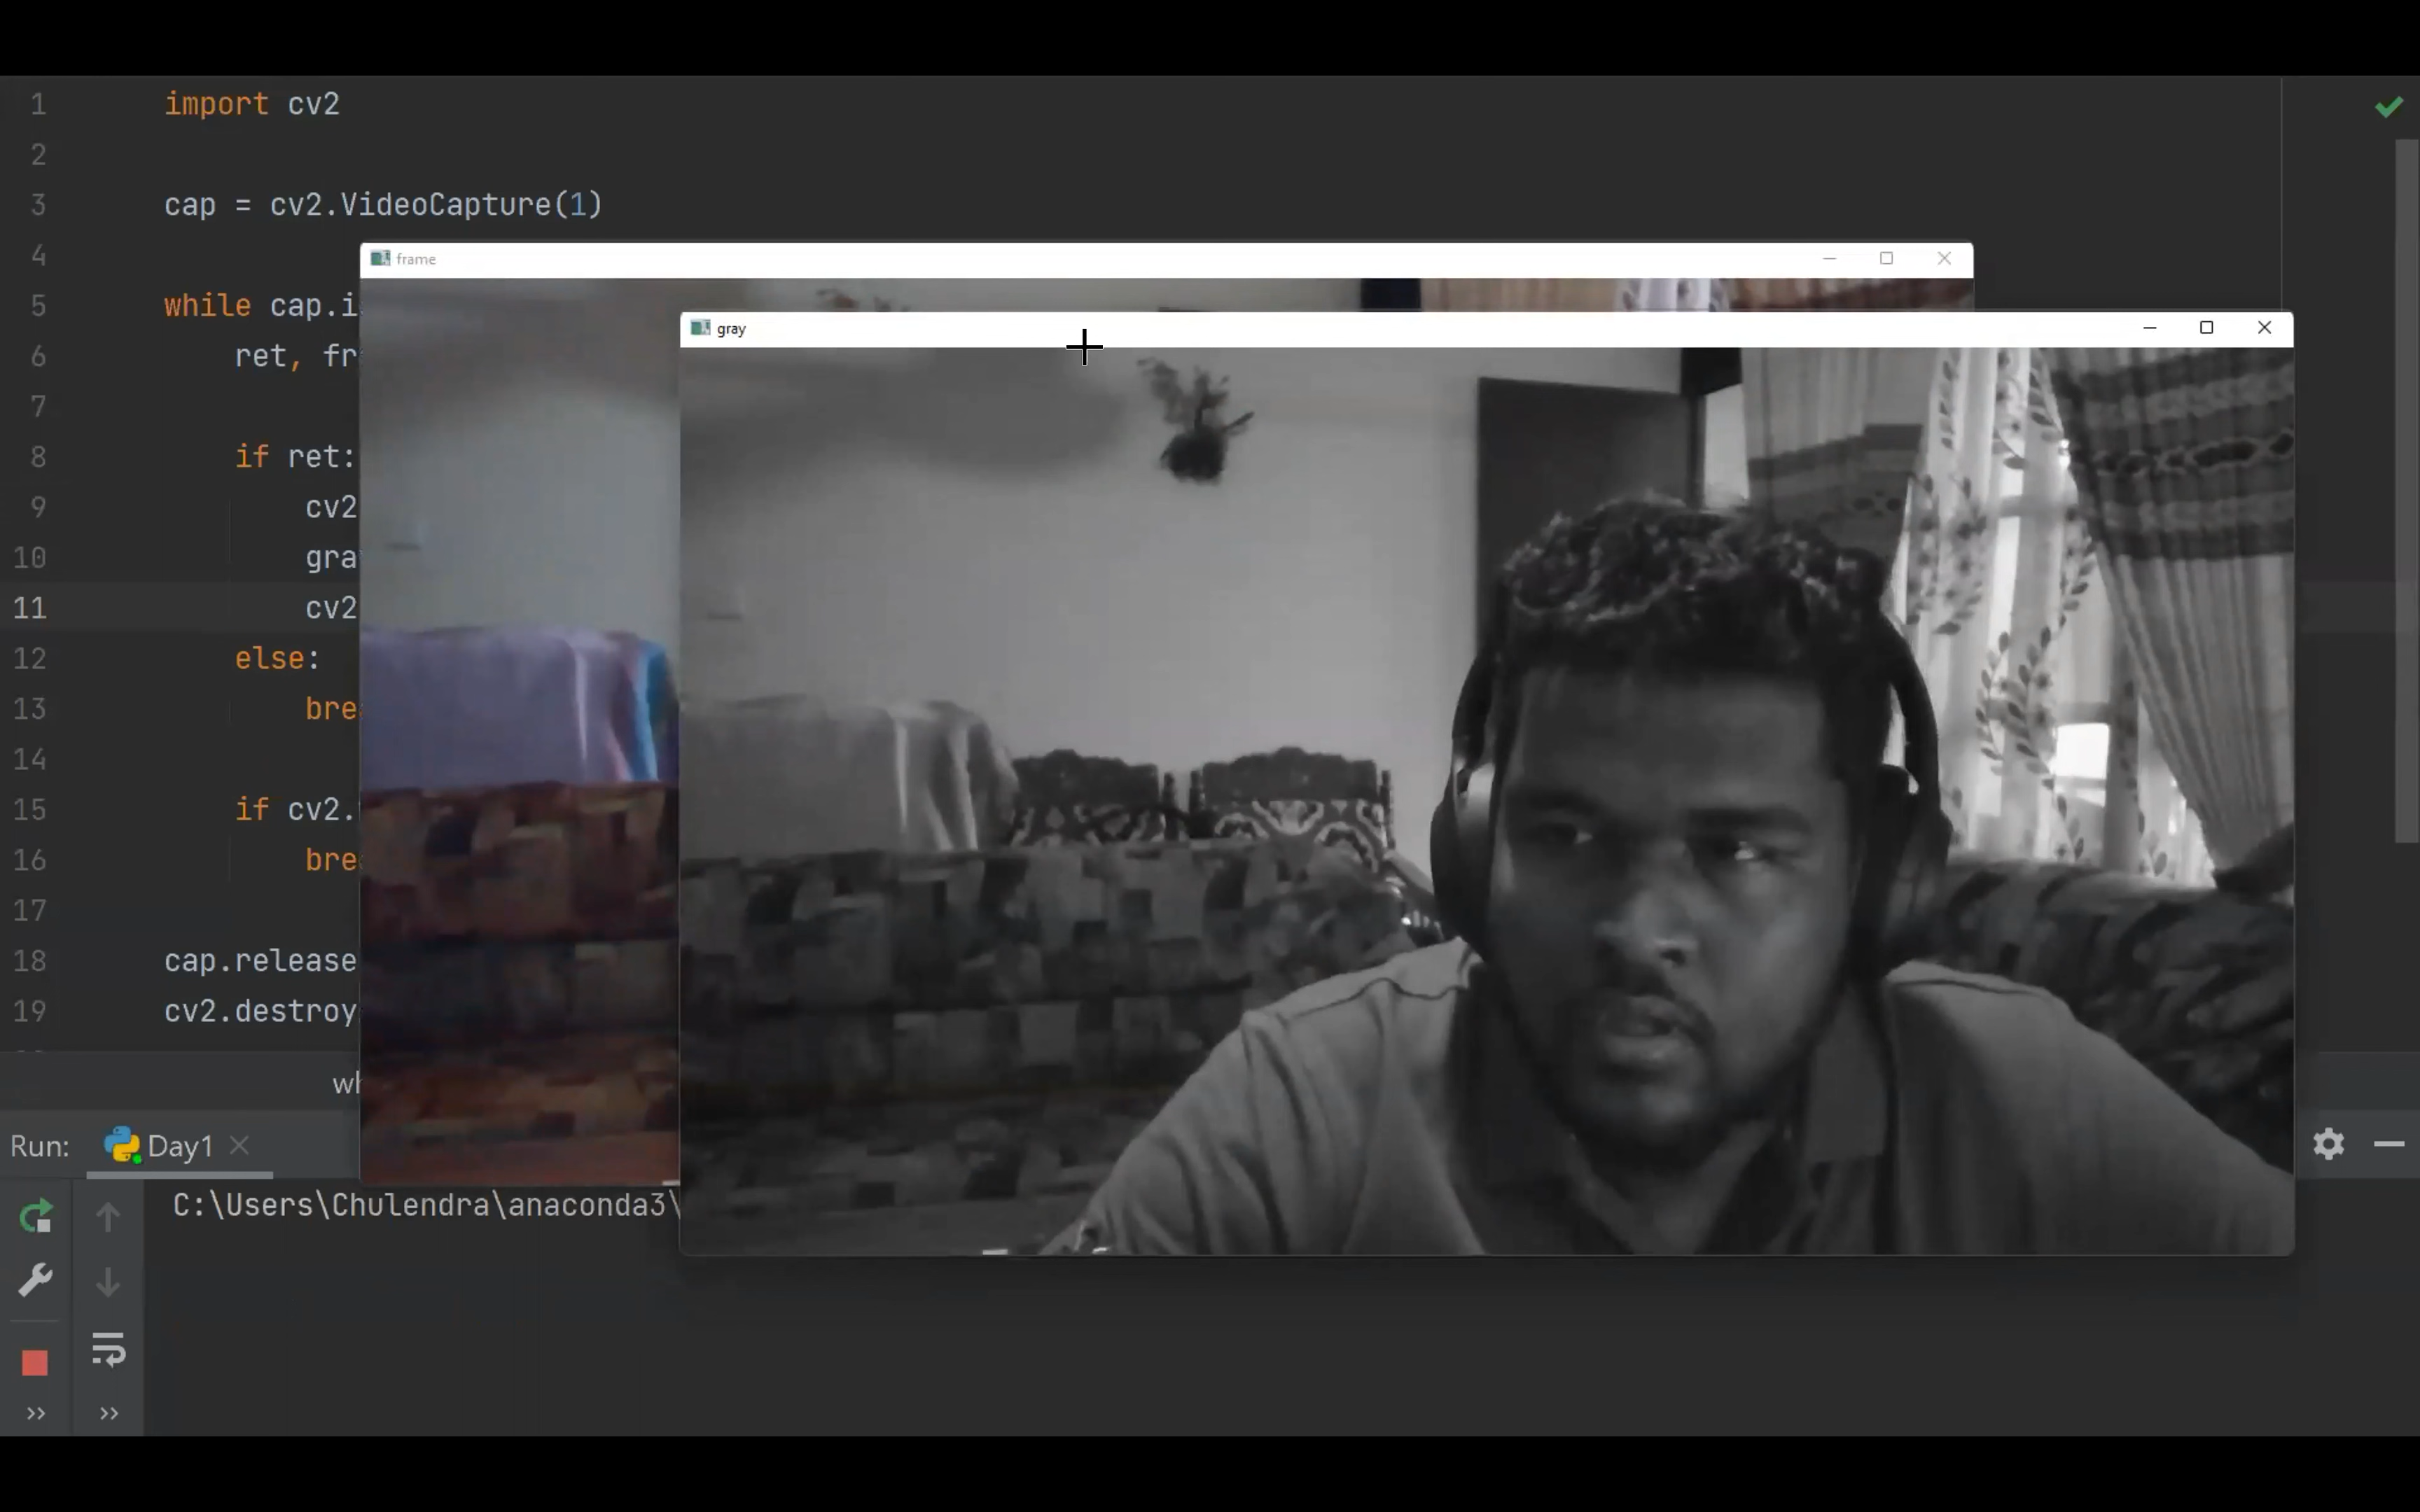 1 import cv2
2
3 cap = cv2.VideoCapture(1)
4
frame
5 while cap.i
gray
6 ret, fr
7
8 if ret:
9 cv2
10 gra
11 cv2
12 else:
13 bre
14
15 if cv2.
16 bre
17
18 cap.release
19 cv2.destroy
wh
Run: Day1
C:\Users\Chulendra\anaconda3\